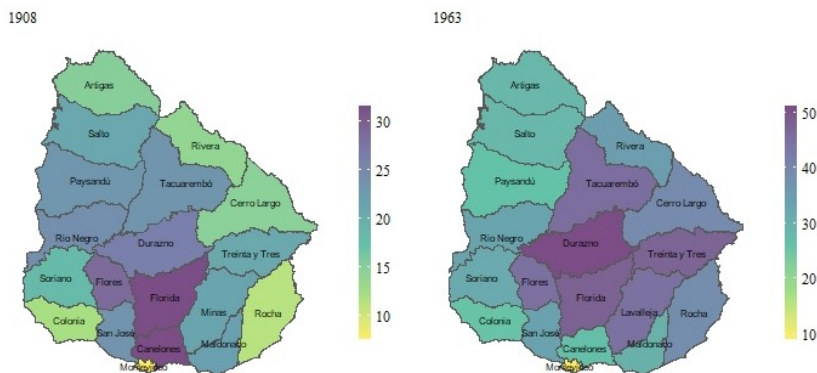 1908
Artigas
Salto
Rivera
Paysandú
Tacuarembó
Cerro Largo
Río Negro
Durazno
Treinta y Tres
Soriano
Flores
Florida
Minas
Rocha
Colonia
San José
Maldonado
Canelones
Montevideo
30
25
20
15
10
1963
Artigas
Salto
Rivera
Paysandú
Tacuarembó
Cerro Largo
Río Negro
Durazno
Treinta y Tres
Soriano
Flores
Florida
Lavalleja
Rocha
Colonia
San José
Maldonado
Canelones
Montevideo
50
40
30
20
10